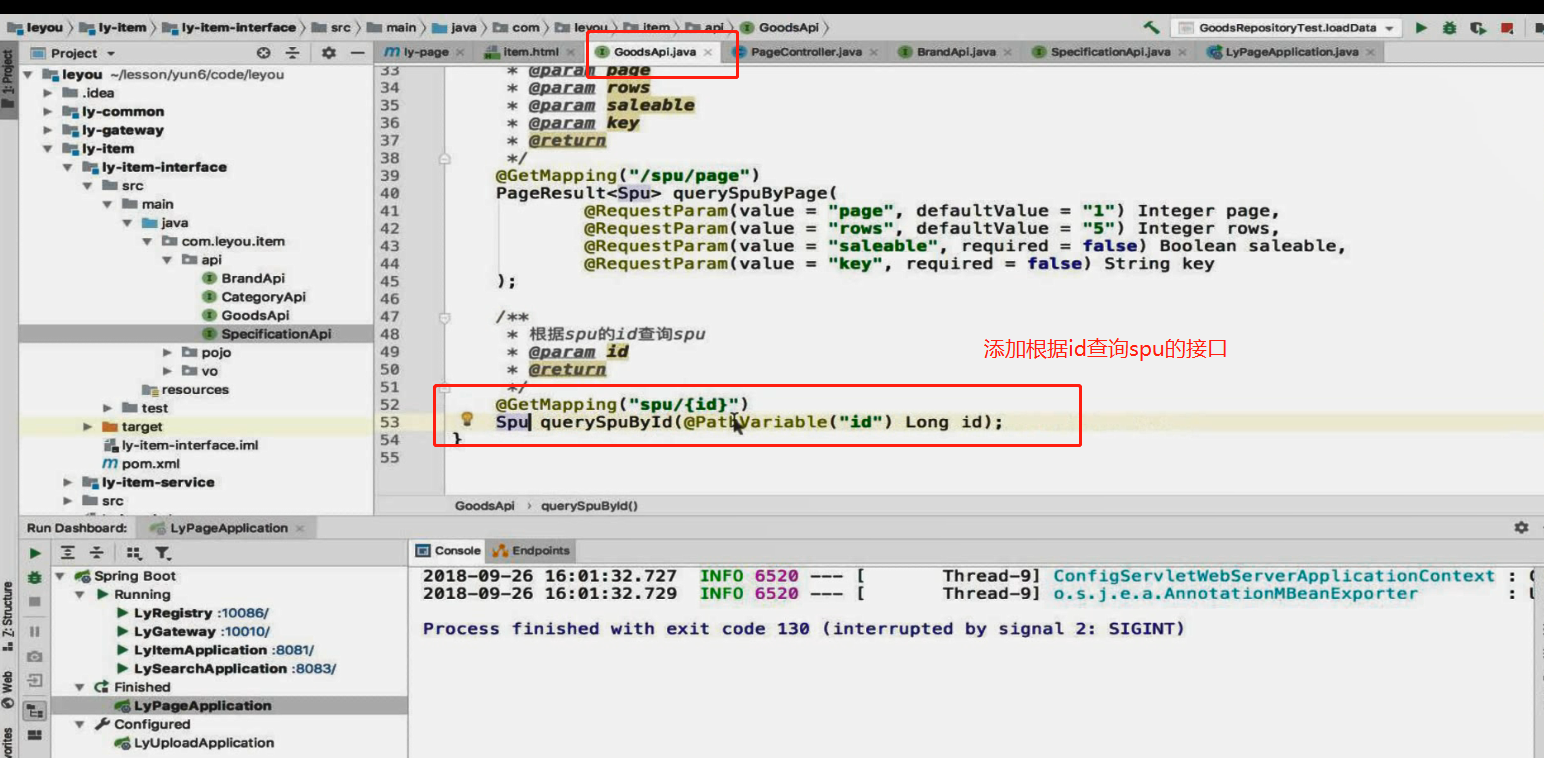 leyou ly-item ly-item-interface src main java com leyou item api GoodsApi GoodsRepositoryTest.loadData
1: Project
Project
ly-page item.html GoodsApi.java PageController.java BrandApi.java SpecificationApi.java LyPageApplication.java
leyou ~/lesson/yun6/code/leyou
.idea
ly-common
ly-gateway
ly-item
ly-item-interface
src
main
java
com.leyou.item
api
BrandApi
CategoryApi
GoodsApi
SpecificationApi
pojo
vo
resources
test
target
ly-item-interface.iml
pom.xml
ly-item-service
src
33 * @param page
34 * @param rows
35 * @param saleable
36 * @param key
37 * @return
38 */
39 @GetMapping("/spu/page")
40 PageResult<Spu> querySpuByPage(
41 @RequestParam(value = "page", defaultValue = "1") Integer page,
42 @RequestParam(value = "rows", defaultValue = "5") Integer rows,
43 @RequestParam(value = "saleable", required = false) Boolean saleable,
44 @RequestParam(value = "key", required = false) String key
45 );
46
47 /**
48 * 根据spu的id查询spu
49 * @param id
50 * @return
51 */
52 @GetMapping("spu/{id}")
53 Spu querySpuById(@PathVariable("id") Long id);
54 }
55
添加根据id查询spu的接口
GoodsApi › querySpuById()
Run Dashboard: LyPageApplication
Console Endpoints
Spring Boot
Running
LyRegistry :10086/
LyGateway :10010/
LyItemApplication :8081/
LySearchApplication :8083/
Finished
LyPageApplication
Configured
LyUploadApplication
2018-09-26 16:01:32.727 INFO 6520 --- [ Thread-9] ConfigServletWebServerApplicationContext :
2018-09-26 16:01:32.729 INFO 6520 --- [ Thread-9] o.s.j.e.a.AnnotationMBeanExporter :
Process finished with exit code 130 (interrupted by signal 2: SIGINT)
Z: Structure
Web